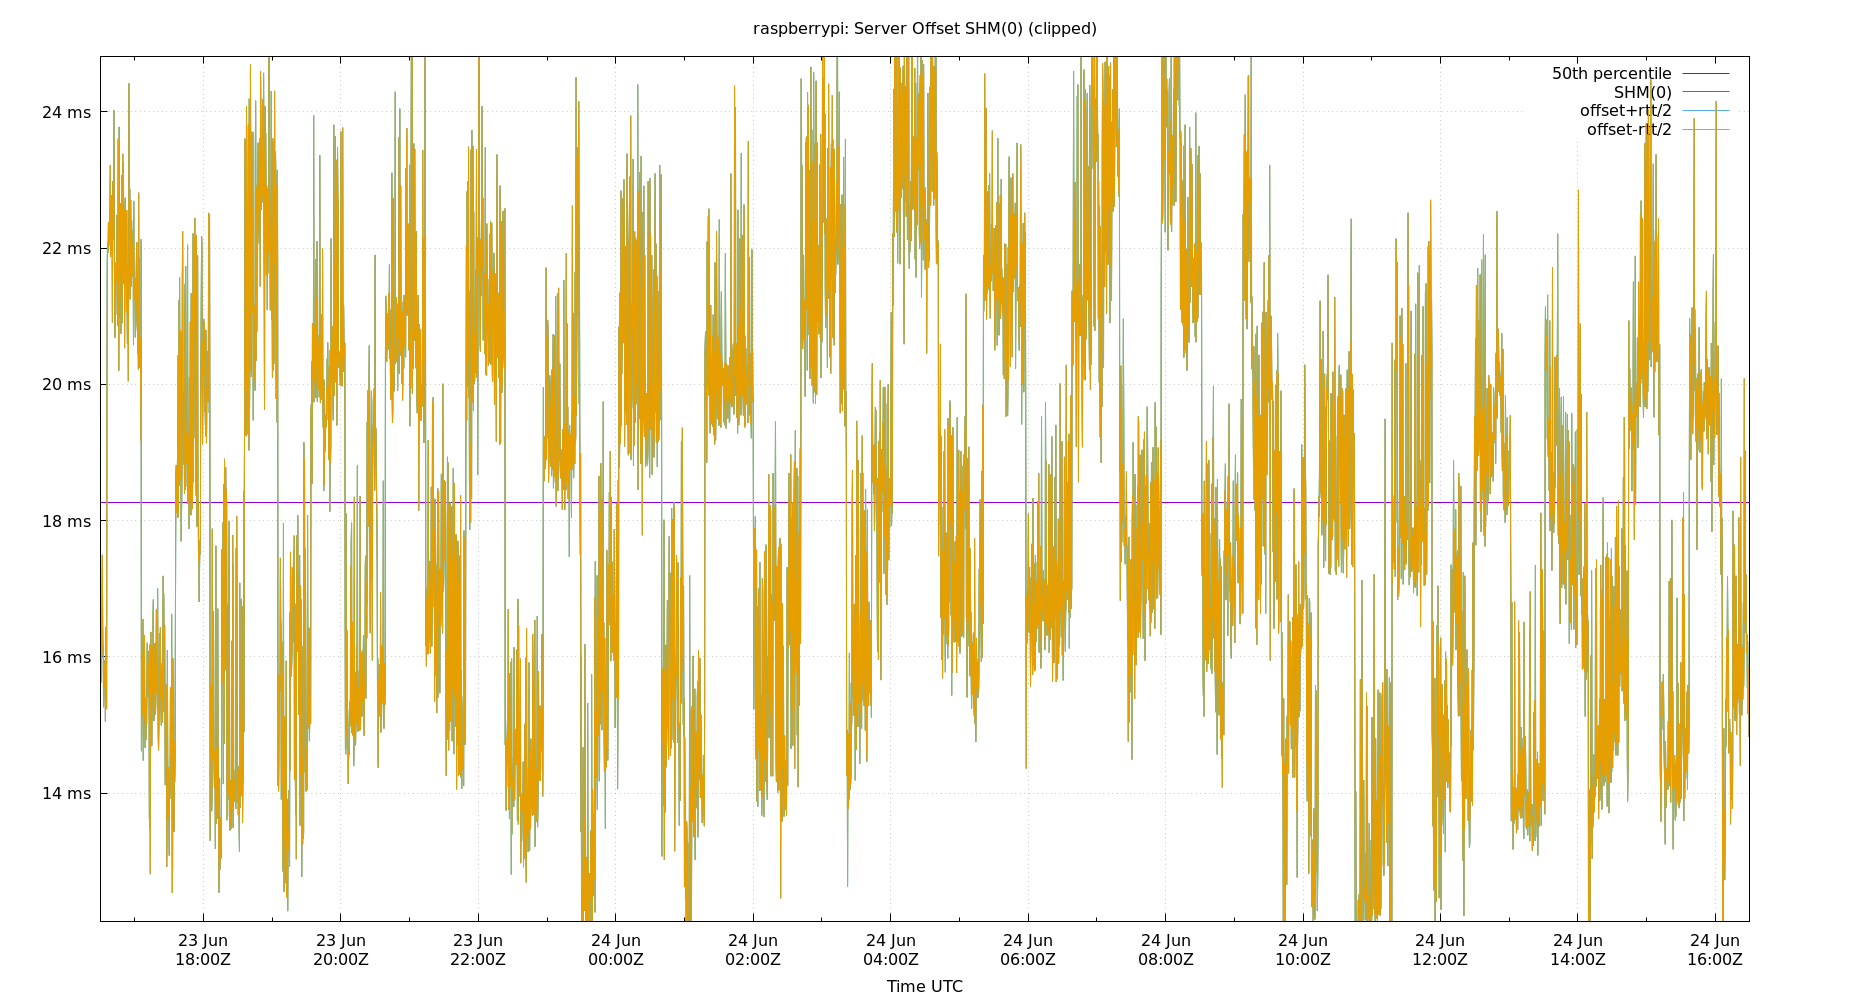 raspberrypi: Server Offset SHM(0) (clipped)
50th percentile
SHM(0)
offset+rtt/2
offset-rtt/2
24 ms
22 ms
20 ms
18 ms
16 ms
14 ms
23 Jun 23 Jun 23 Jun 24 Jun 24 Jun 24 Jun 24 Jun 24 Jun 24 Jun 24 Jun 24 Jun 24 Jun
18:00Z 20:00Z 22:00Z 00:00Z 02:00Z 04:00Z 06:00Z 08:00Z 10:00Z 12:00Z 14:00Z 16:00Z
Time UTC